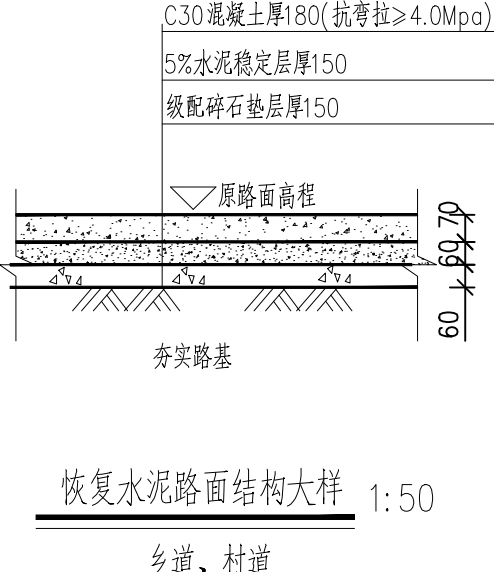 C30混凝土厚180(抗弯拉≥4.0Mpa)
5%水泥稳定层厚150
级配碎石垫层厚150
原路面高程
70
60
60
夯实路基
恢复水泥路面结构大样 1:50
乡道、村道